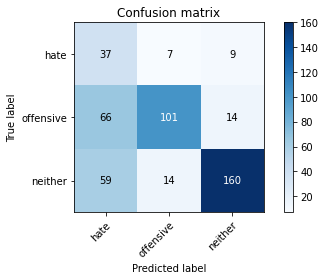 Confusion matrix
True label
hate
37
7
9
offensive
66
101
14
neither
59
14
160
hate
offensive
neither
Predicted label
160
140
120
100
80
60
40
20